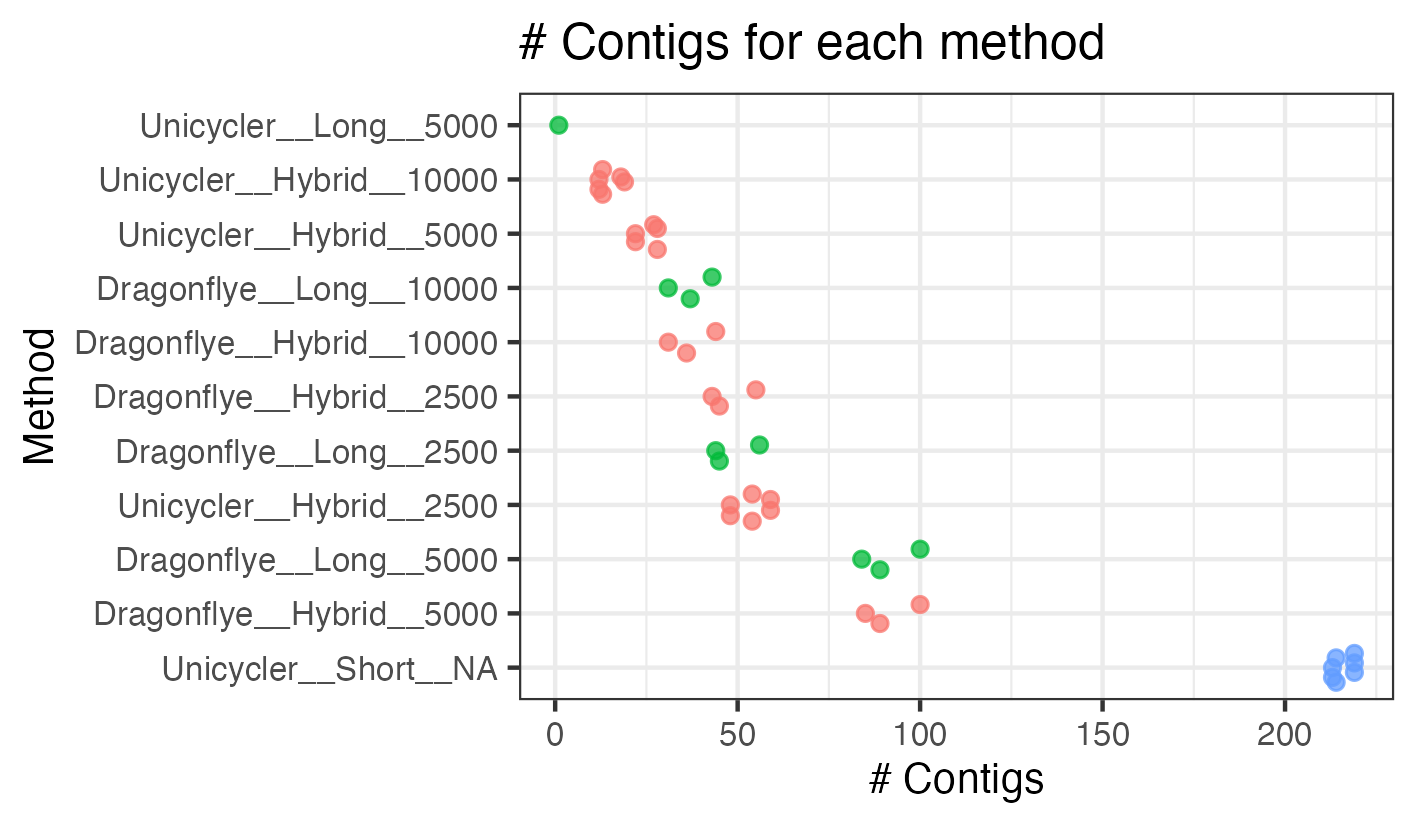 # Contigs for each method
Method
Unicycler__Long__5000
Unicycler__Hybrid__10000
Unicycler__Hybrid__5000
Dragonflye__Long__10000
Dragonflye__Hybrid__10000
Dragonflye__Hybrid__2500
Dragonflye__Long__2500
Unicycler__Hybrid__2500
Dragonflye__Long__5000
Dragonflye__Hybrid__5000
Unicycler__Short__NA
0 50 100 150 200
# Contigs